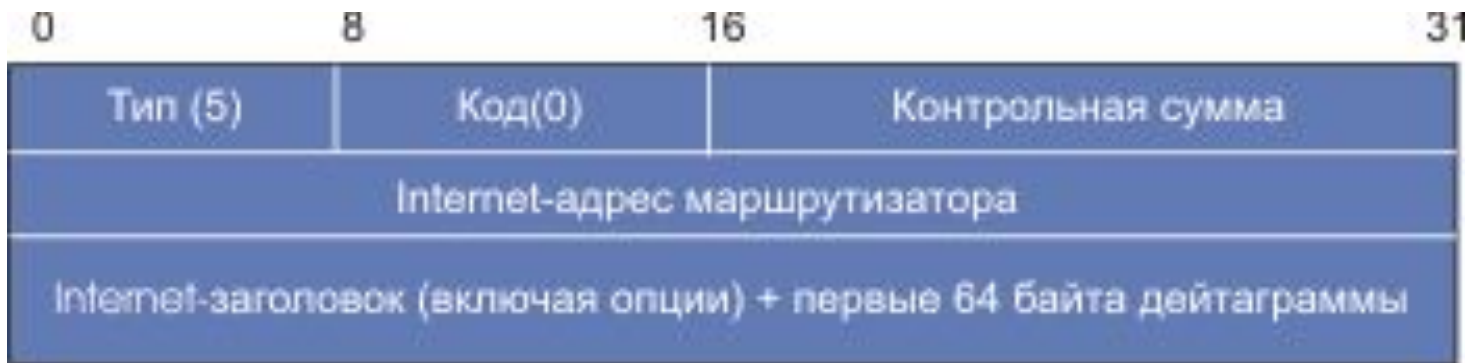 0 8 16 31
Тип (5) Код(0) Контрольная сумма
Internet-адрес маршрутизатора
Internet-заголовок (включая опции) + первые 64 байта дейтаграммы